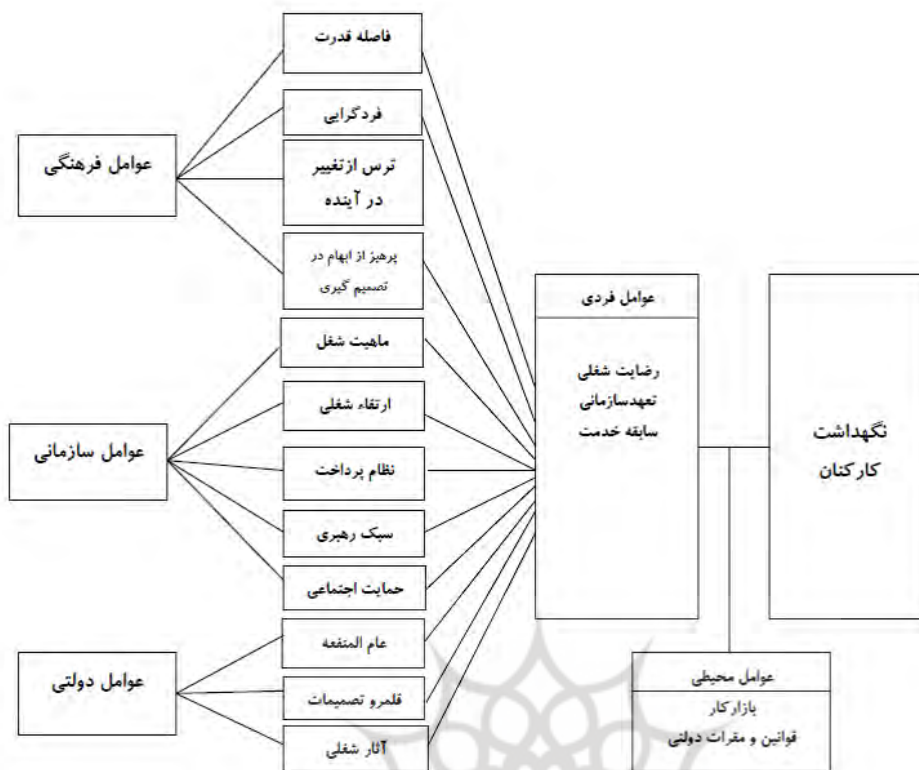 عوامل فرهنگی
فاصله قدرت
فردگرایی
ترس ازتغییر
در آینده
پرهیز از ابهام در
تصمیم گیری
عوامل سازمانی
ماهیت شغل
ارتقاء شغلی
نظام پرداخت
سبک رهبری
حمایت اجتماعی
عوامل دولتی
عام المنفعه
قلمرو تصمیمات
آثار شغلی
عوامل فردی
رضایت شغلی
تعهدسازمانی
سابقه خدمت
نگهداشت
کارکنان
عوامل محیطی
بازارکار
قوانین و مقرات دولتی